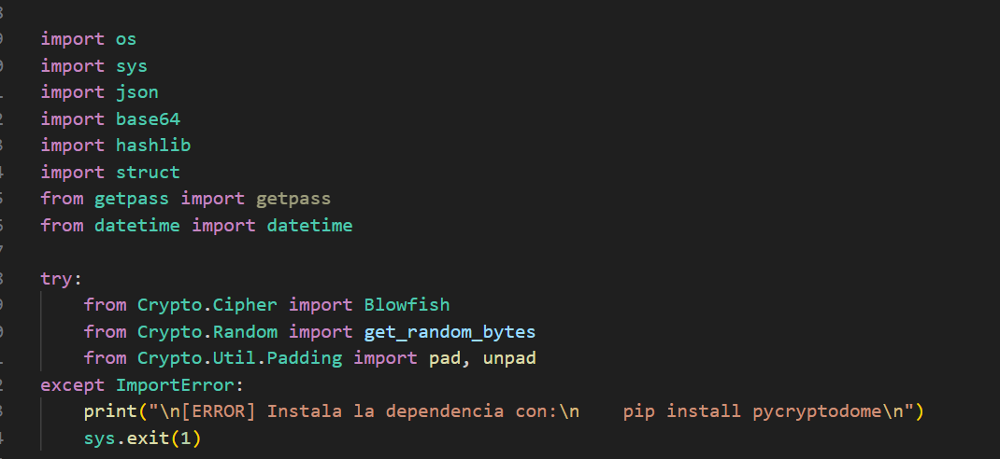 import os
import sys
import json
import base64
import hashlib
import struct
from getpass import getpass
from datetime import datetime
try:
    from Crypto.Cipher import Blowfish
    from Crypto.Random import get_random_bytes
    from Crypto.Util.Padding import pad, unpad
except ImportError:
    print("\n[ERROR] Instala la dependencia con:\n    pip install pycryptodome\n")
    sys.exit(1)